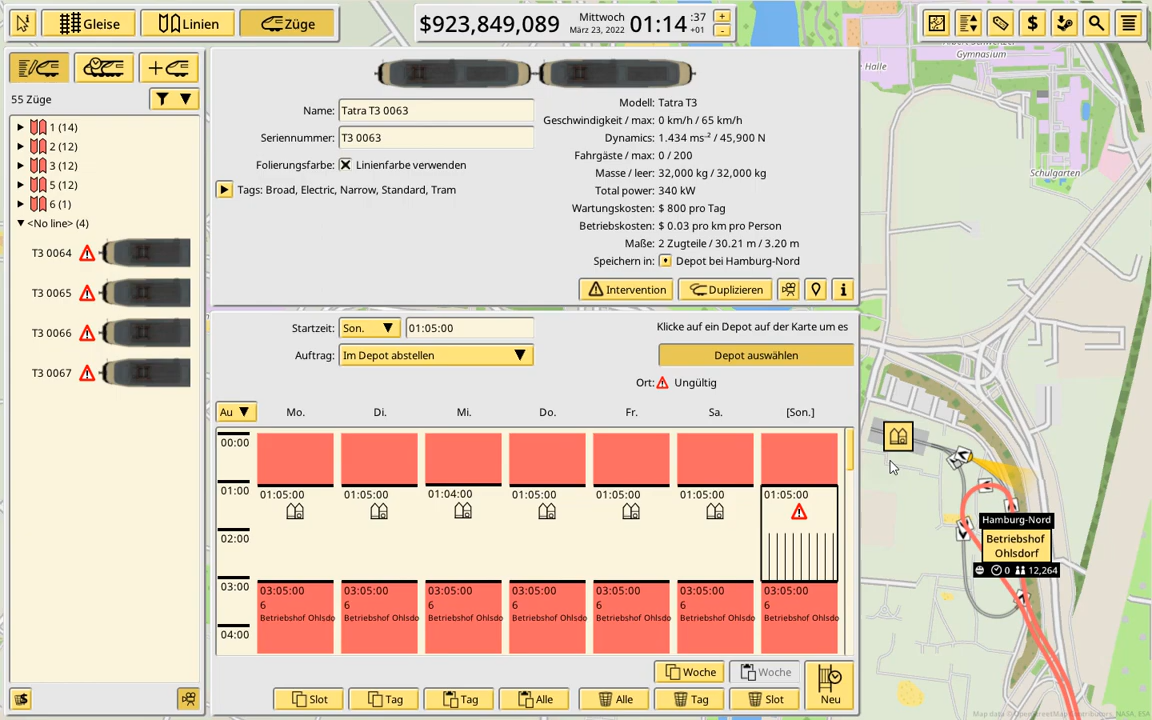 Gleise
Linien
Züge
$923,849,089
Mittwoch
März 23, 2022
01:14
:37
+01
+
-
$
Gymnasium
Halle
Schulgarten
55 Züge
1 (14)
2 (12)
3 (12)
5 (12)
6 (1)
<No line> (4)
T3 0064
T3 0065
T3 0066
T3 0067
Name: Tatra T3 0063
Seriennummer: T3 0063
Folierungsfarbe: Linienfarbe verwenden
Tags: Broad, Electric, Narrow, Standard, Tram
Modell: Tatra T3
Geschwindigkeit / max: 0 km/h / 65 km/h
Dynamics: 1.434 ms⁻² / 45,900 N
Fahrgäste / max: 0 / 200
Masse / leer: 32,000 kg / 32,000 kg
Total power: 340 kW
Wartungskosten: $ 800 pro Tag
Betriebskosten: $ 0.03 pro km pro Person
Maße: 2 Zugteile / 30.21 m / 3.20 m
Speichern in: Depot bei Hamburg-Nord
Intervention
Duplizieren
Startzeit: Son. 01:05:00
Auftrag: Im Depot abstellen
Klicke auf ein Depot auf der Karte um es
Depot auswählen
Ort: Ungültig
Au Mo. Di. Mi. Do. Fr. Sa. [Son.]
00:00
01:00
01:05:00 01:05:00 01:04:00 01:05:00 01:05:00 01:05:00 01:05:00
02:00
03:00
03:05:00 03:05:00 03:05:00 03:05:00 03:05:00 03:05:00 03:05:00
6 6 6 6 6 6 6
Betriebshof Ohlsdo Betriebshof Ohlsdo Betriebshof Ohlsdo Betriebshof Ohlsdo Betriebshof Ohlsdo Betriebshof Ohlsdo Betriebshof Ohlsdo
04:00
Woche
Woche
Neu
Slot
Tag
Tag
Alle
Alle
Tag
Slot
Hamburg-Nord
Betriebshof
Ohlsdorf
0 12,264